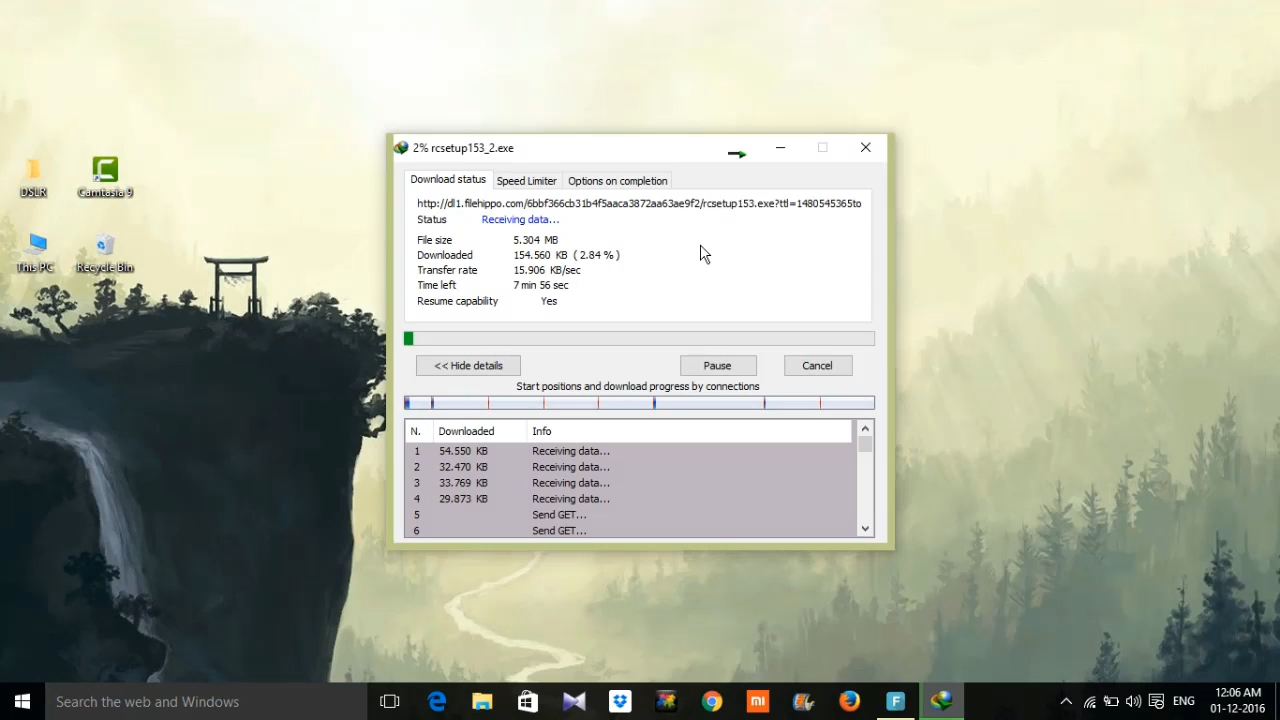 DSLR
Camtasia 9
This PC
Recycle Bin
2% rcsetup153_2.exe
Download status
Speed Limiter
Options on completion
http://dl1.filehippo.com/6bbf366cb31b4f5aaca3872aa63ae9f2/rcsetup153.exe?ttl=1480545365to
Status Receiving data...
File size 5.304 MB
Downloaded 154.560 KB ( 2.84 % )
Transfer rate 15.906 KB/sec
Time left 7 min 56 sec
Resume capability Yes
<< Hide details
Pause
Cancel
Start positions and download progress by connections
N. Downloaded Info
1 54.550 KB Receiving data...
2 32.470 KB Receiving data...
3 33.769 KB Receiving data...
4 29.873 KB Receiving data...
5 Send GET...
6 Send GET...
Search the web and Windows
mi
F
ENG
12:06 AM
01-12-2016